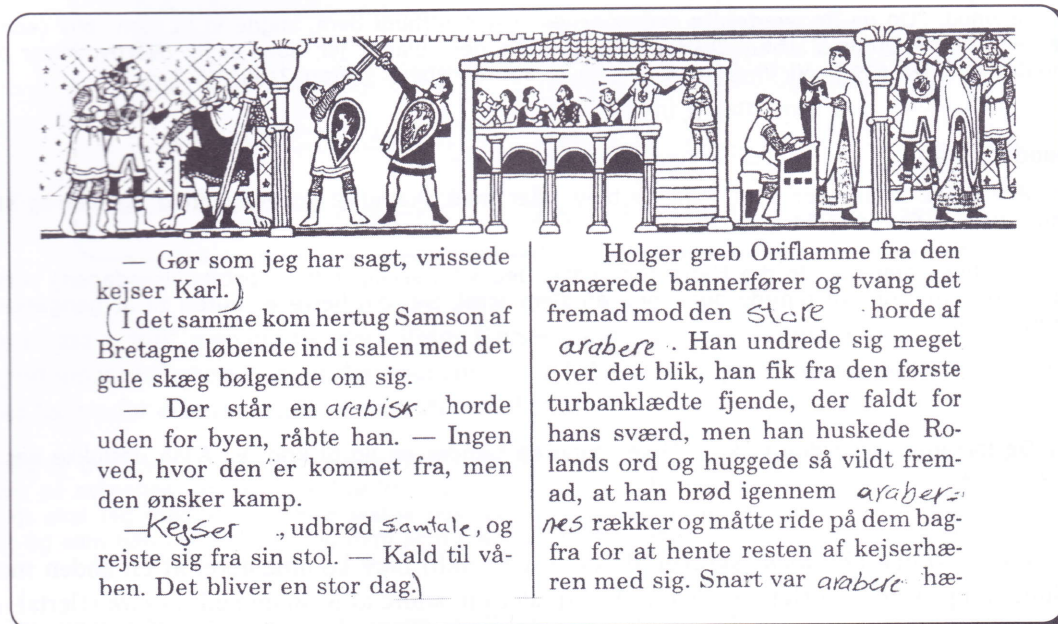 — Gør som jeg har sagt, vrissede
kejser Karl.)
(I det samme kom hertug Samson af
Bretagne løbende ind i salen med det
gule skæg bølgende om sig.
— Der står en arabisk horde
uden for byen, råbte han. — Ingen
ved, hvor den er kommet fra, men
den ønsker kamp.
— Kejser , udbrød samtale, og
rejste sig fra sin stol. — Kald til vå-
ben. Det bliver en stor dag.)
Holger greb Oriflamme fra den
vanærede bannerfører og tvang det
fremad mod den store horde af
arabere . Han undrede sig meget
over det blik, han fik fra den første
turbanklædte fjende, der faldt for
hans sværd, men han huskede Ro-
lands ord og huggede så vildt frem-
ad, at han brød igennem araber-
nes rækker og måtte ride på dem bag-
fra for at hente resten af kejserhæ-
ren med sig. Snart var arabere hæ-